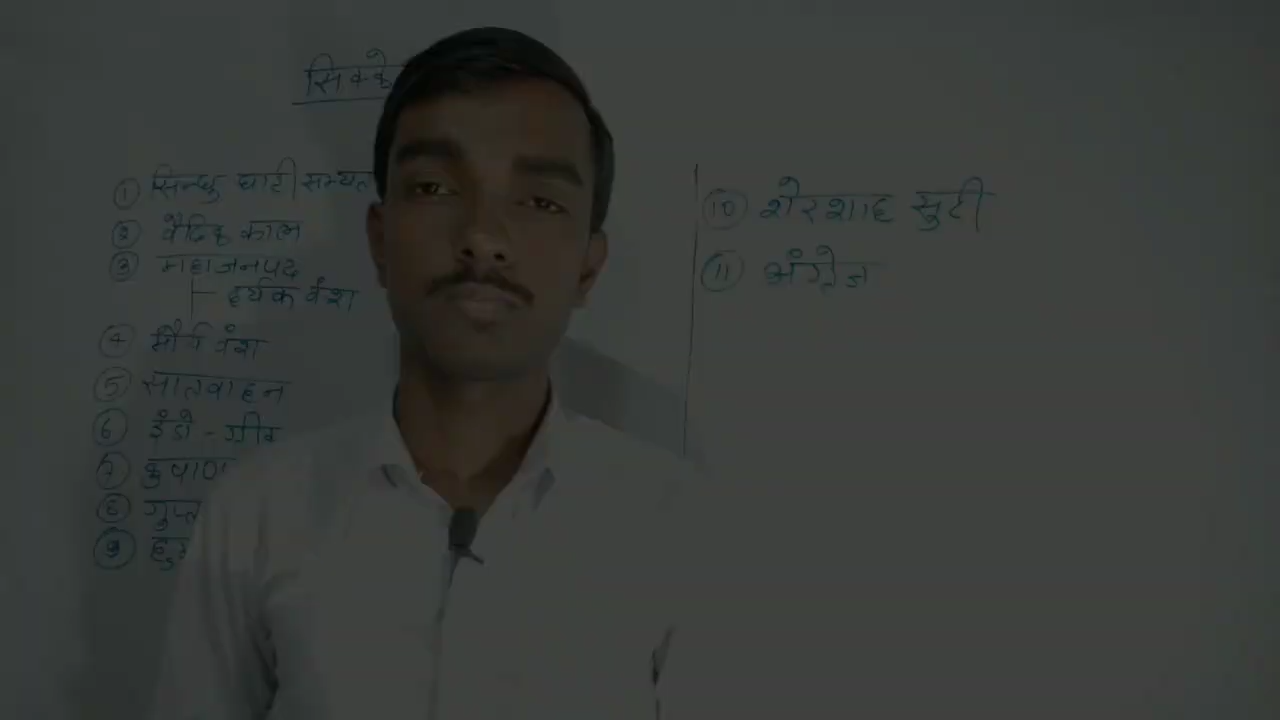 सिक्के
① सिन्धु घाटी सभ्यत
② वैदिक काल
③ महाजनपद
हर्यक वंश
④ मौर्य वंश
⑤ सातवाहन
⑥ इंडो - ग्रीक
⑦ कुषाण
⑧ गुप्त
⑨
⑩ शेरशाह सुरी
⑪ अंग्रेज